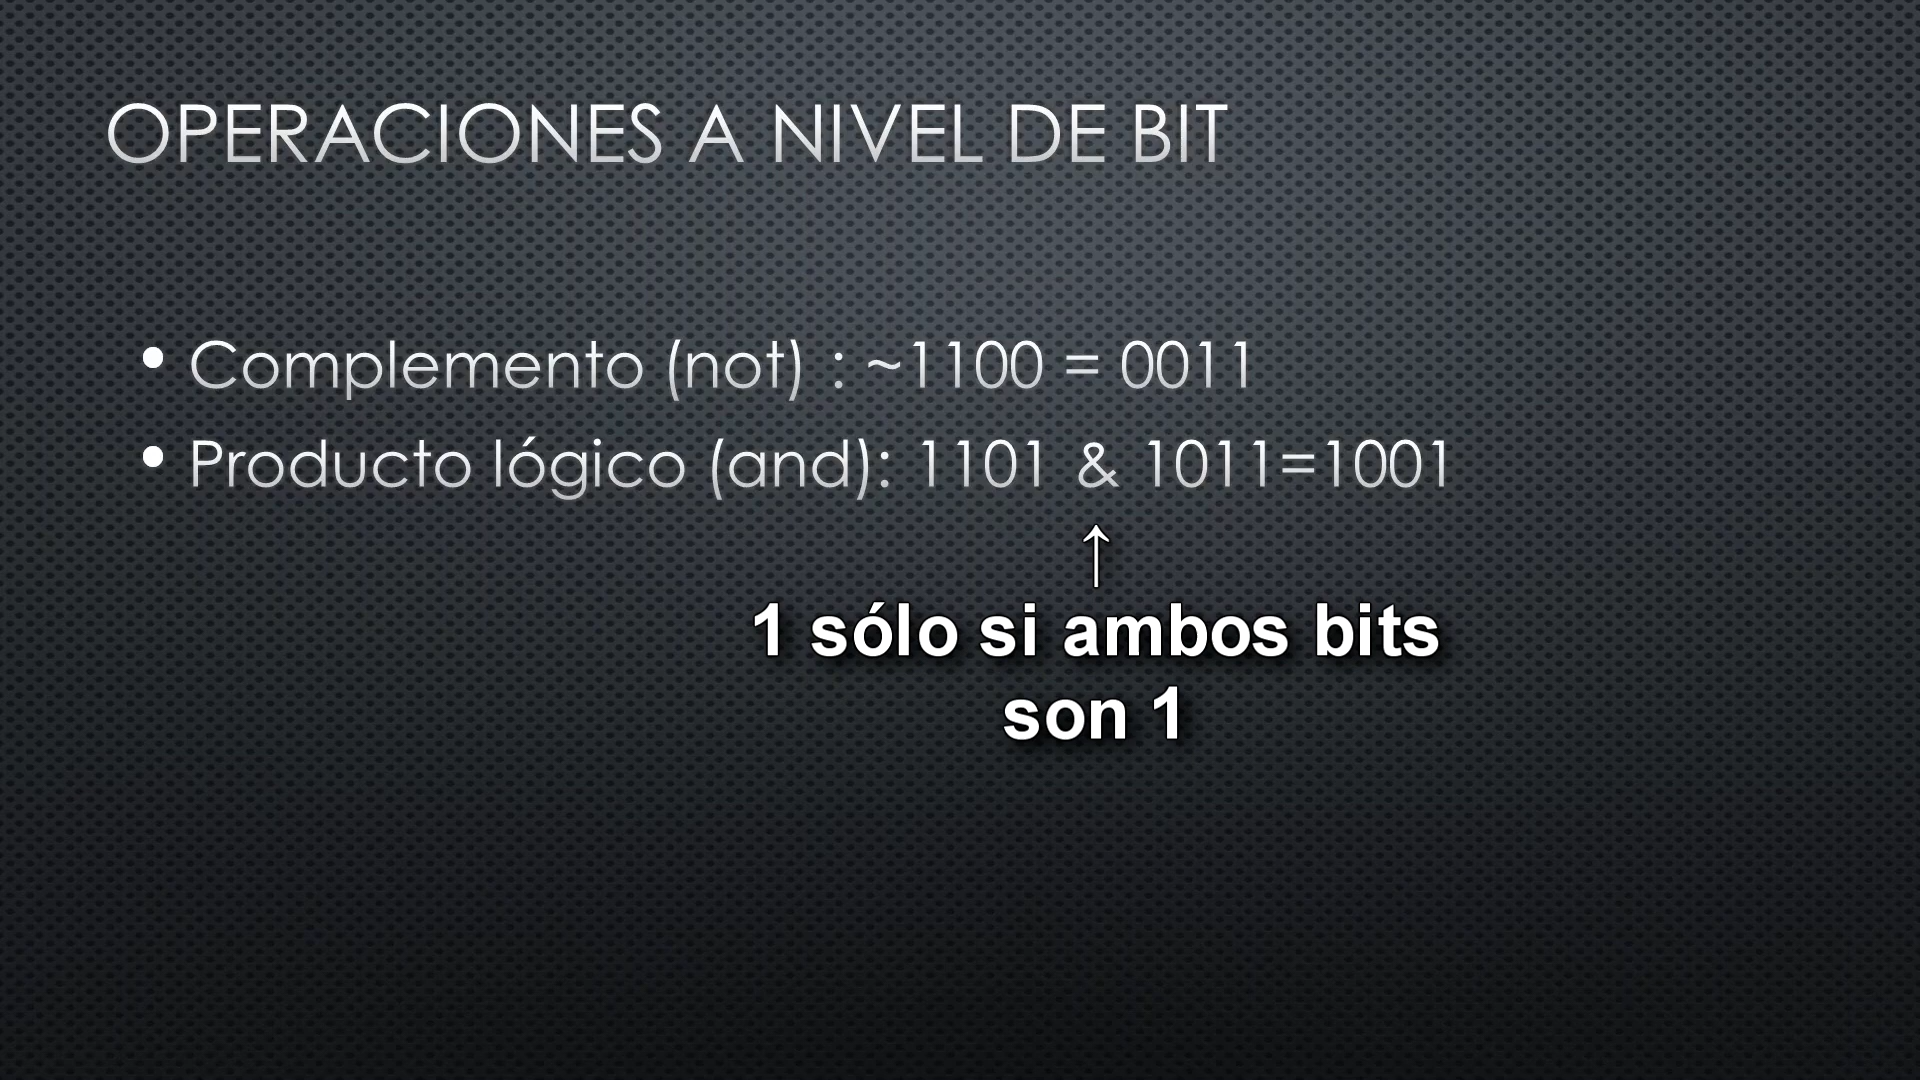 OPERACIONES A NIVEL DE BIT
• Complemento (not) : ~1100 = 0011
• Producto lógico (and): 1101 & 1011=1001
↑
1 sólo si ambos bits
son 1